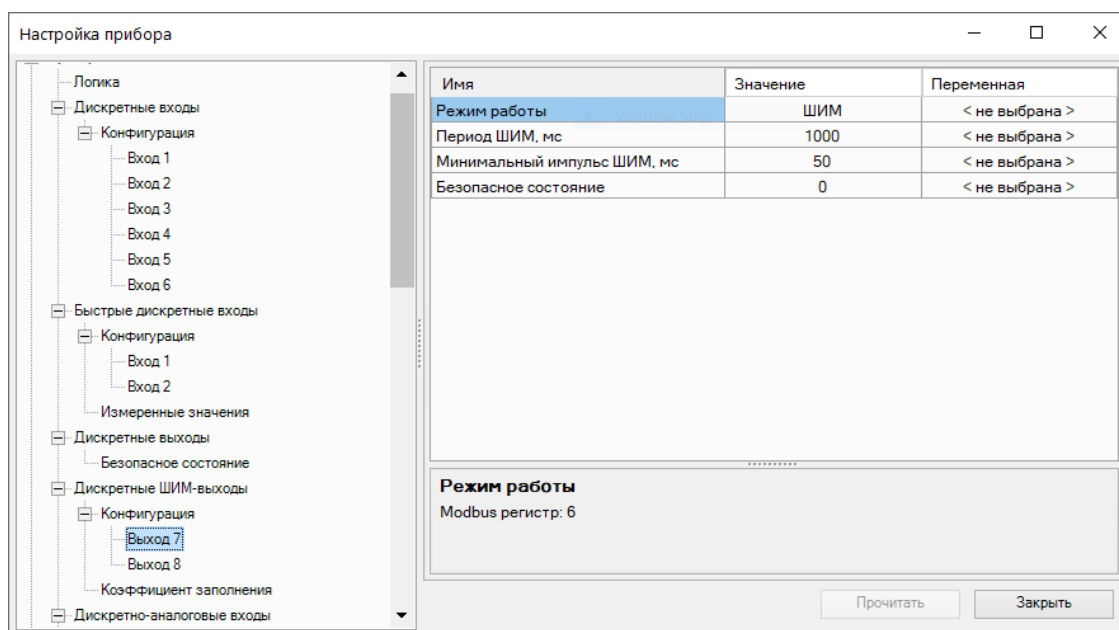 Настройка прибора
Логика
Дискретные входы
Конфигурация
Вход 1
Вход 2
Вход 3
Вход 4
Вход 5
Вход 6
Быстрые дискретные входы
Конфигурация
Вход 1
Вход 2
Измеренные значения
Дискретные выходы
Безопасное состояние
Дискретные ШИМ-выходы
Конфигурация
Выход 7
Выход 8
Коэффициент заполнения
Дискретно-аналоговые входы
Имя Значение Переменная
Режим работы ШИМ < не выбрана >
Период ШИМ, мс 1000 < не выбрана >
Минимальный импульс ШИМ, мс 50 < не выбрана >
Безопасное состояние 0 < не выбрана >
Window Snip
Режим работы
Modbus регистр: 6
Прочитать Закрыть